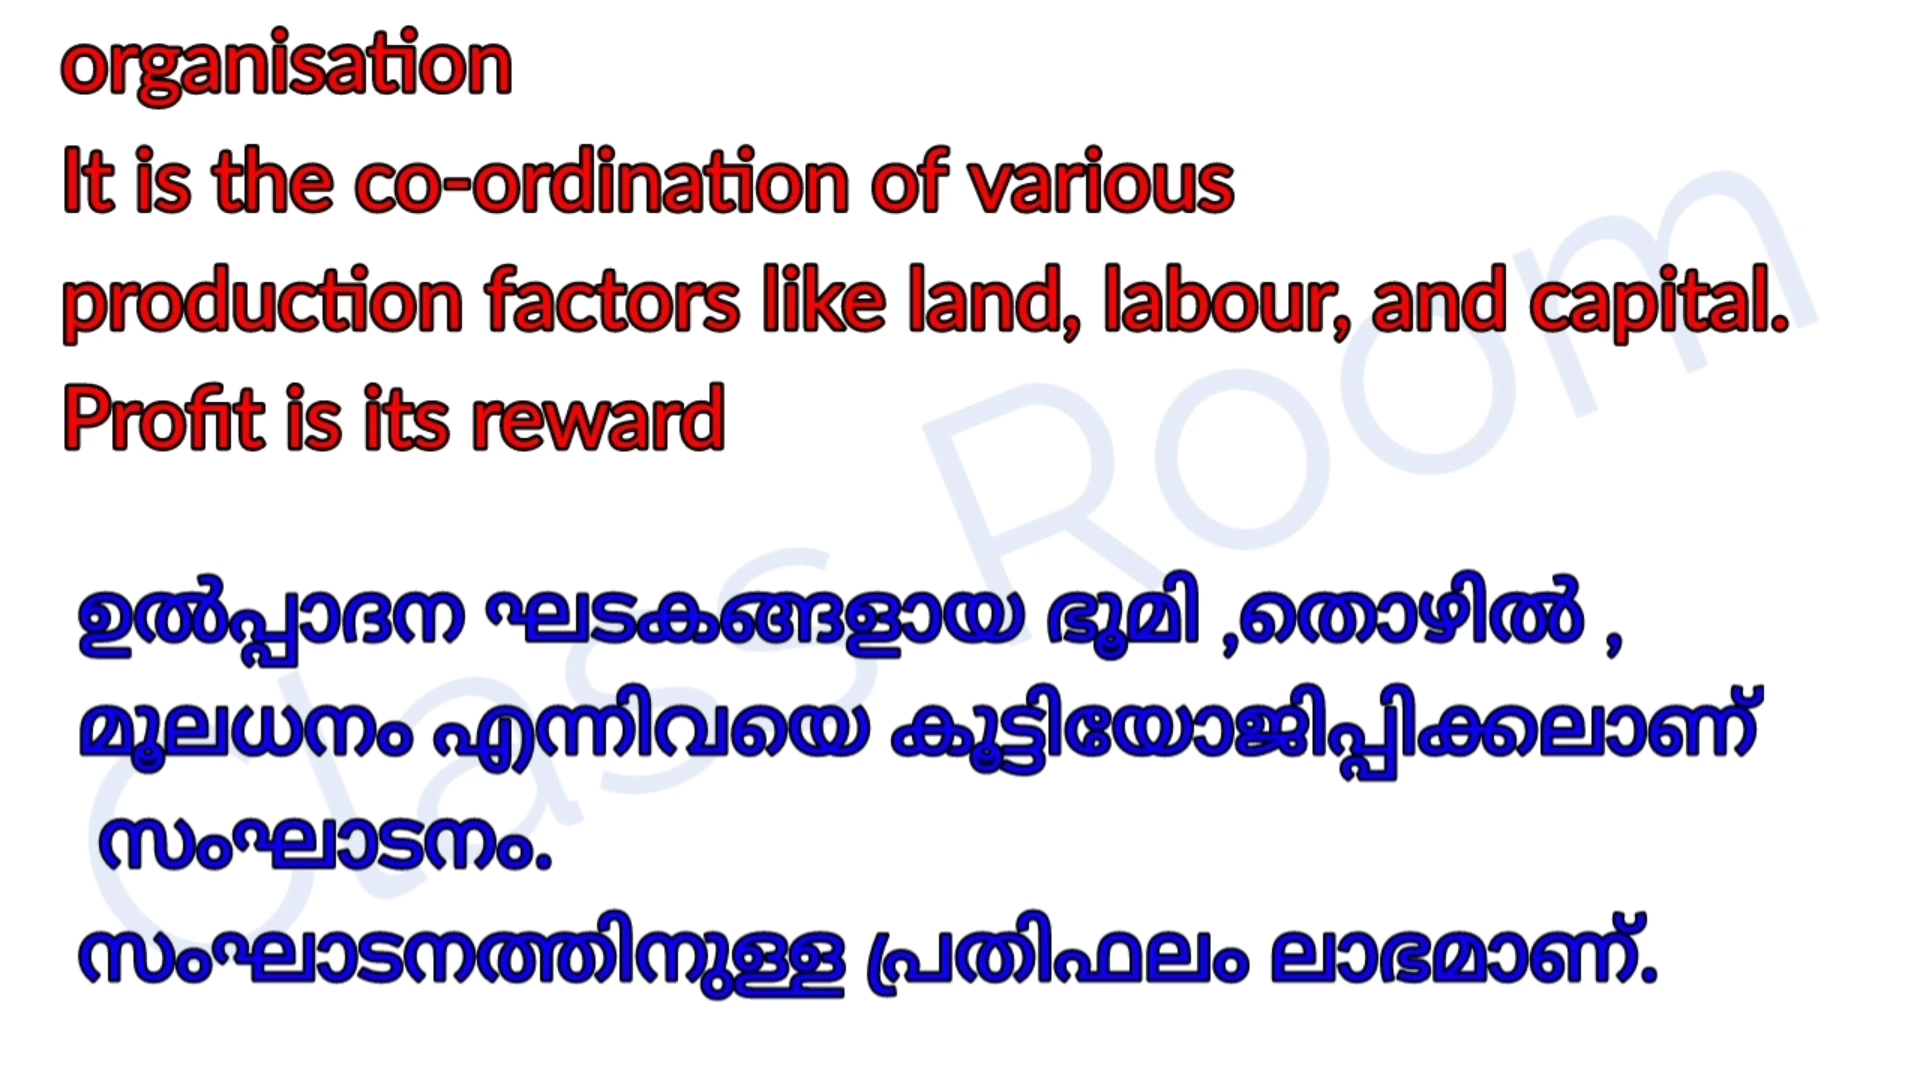 organisation
It is the co-ordination of various
production factors like land, labour, and capital.
Profit is its reward
ഉൽപ്പാദന ഘടകങ്ങളായ ഭൂമി ,തൊഴിൽ ,
മൂലധനം എന്നിവയെ കൂട്ടിയോജിപ്പിക്കലാണ്
സംഘാടനം.
സംഘാടനത്തിനുള്ള പ്രതിഫലം ലാഭമാണ്.
Class Room